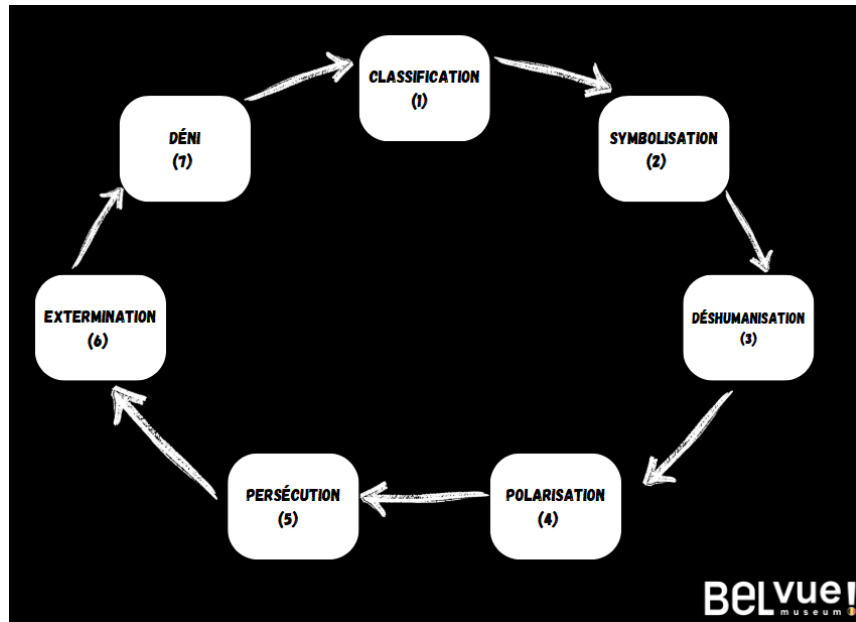 CLASSIFICATION
(1)
SYMBOLISATION
(2)
DÉSHUMANISATION
(3)
POLARISATION
(4)
PERSÉCUTION
(5)
EXTERMINATION
(6)
DÉNI
(7)
BELvue!
museum